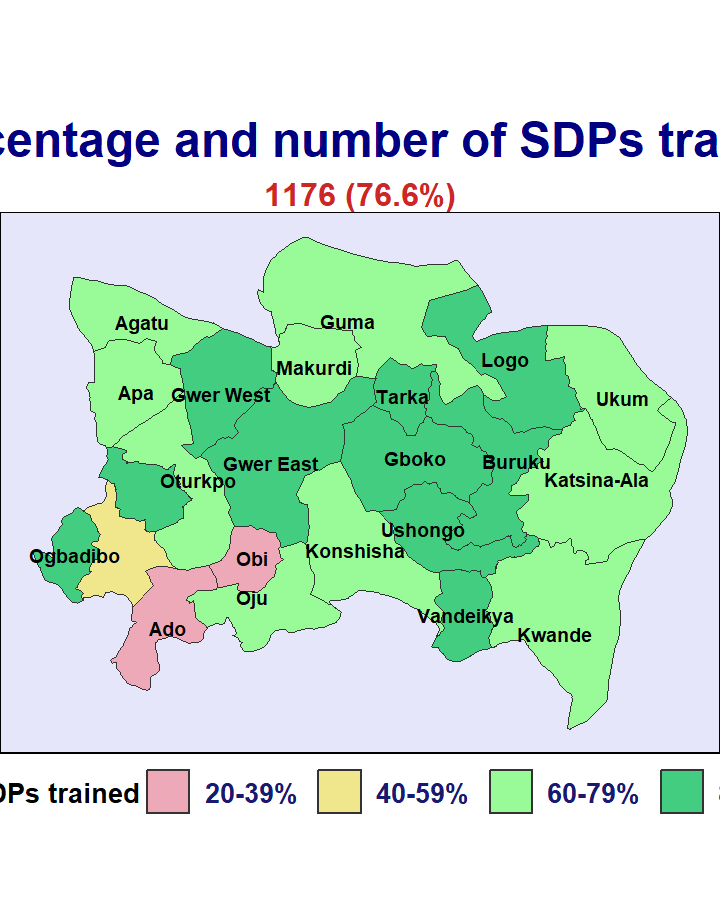 centage and number of SDPs tra
1176 (76.6%)
Guma
Agatu
Logo
Makurdi
Apa
Gwer West
Tarka
Ukum
Gboko
Buruku
Gwer East
Oturkpo
Katsina-Ala
Ushongo
Konshisha
Ogbadibo
Obi
Oju
Vandeikya
Ado
Kwande
DPs trained 20-39% 40-59% 60-79%